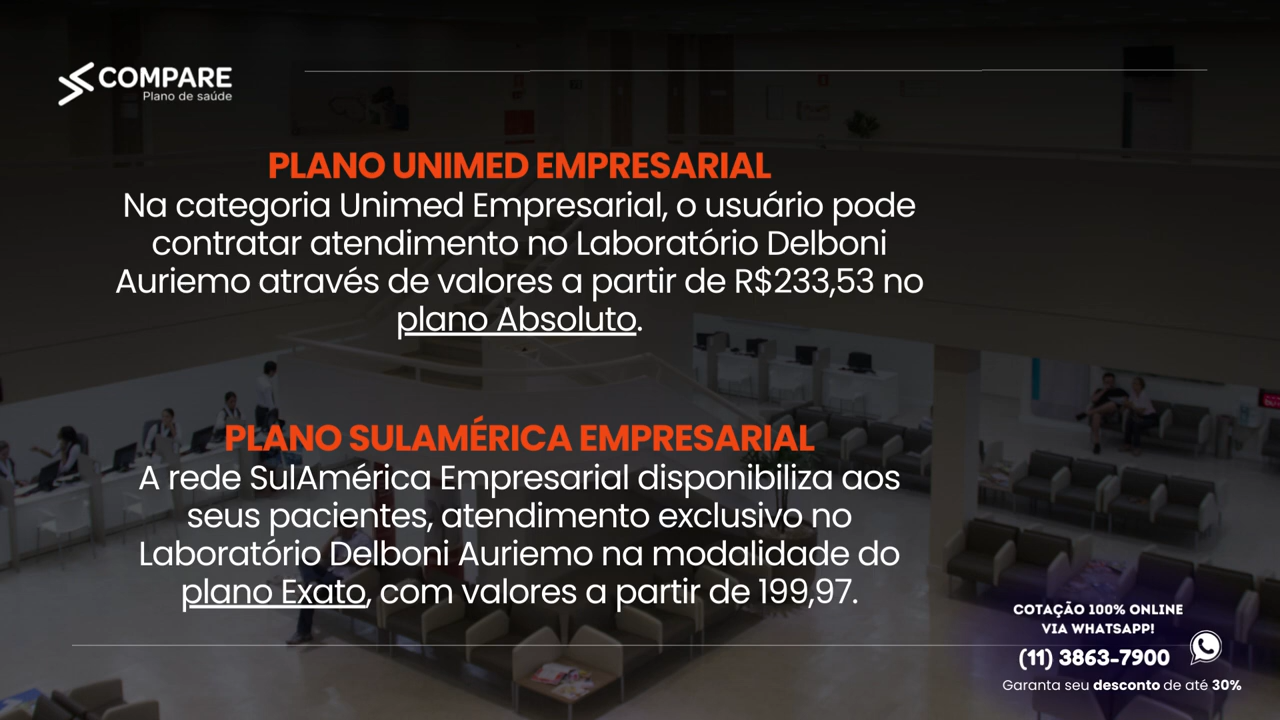 COMPARE
Plano de saúde
PLANO UNIMED EMPRESARIAL
Na categoria Unimed Empresarial, o usuário pode
contratar atendimento no Laboratório Delboni
Auriemo através de valores a partir de R$233,53 no
plano Absoluto.
PLANO SULAMÉRICA EMPRESARIAL
A rede SulAmérica Empresarial disponibiliza aos
seus pacientes, atendimento exclusivo no
Laboratório Delboni Auriemo na modalidade do
plano Exato, com valores a partir de 199,97.
COTAÇÃO 100% ONLINE
VIA WHATSAPP!
(11) 3863-7900
Garanta seu desconto de até 30%